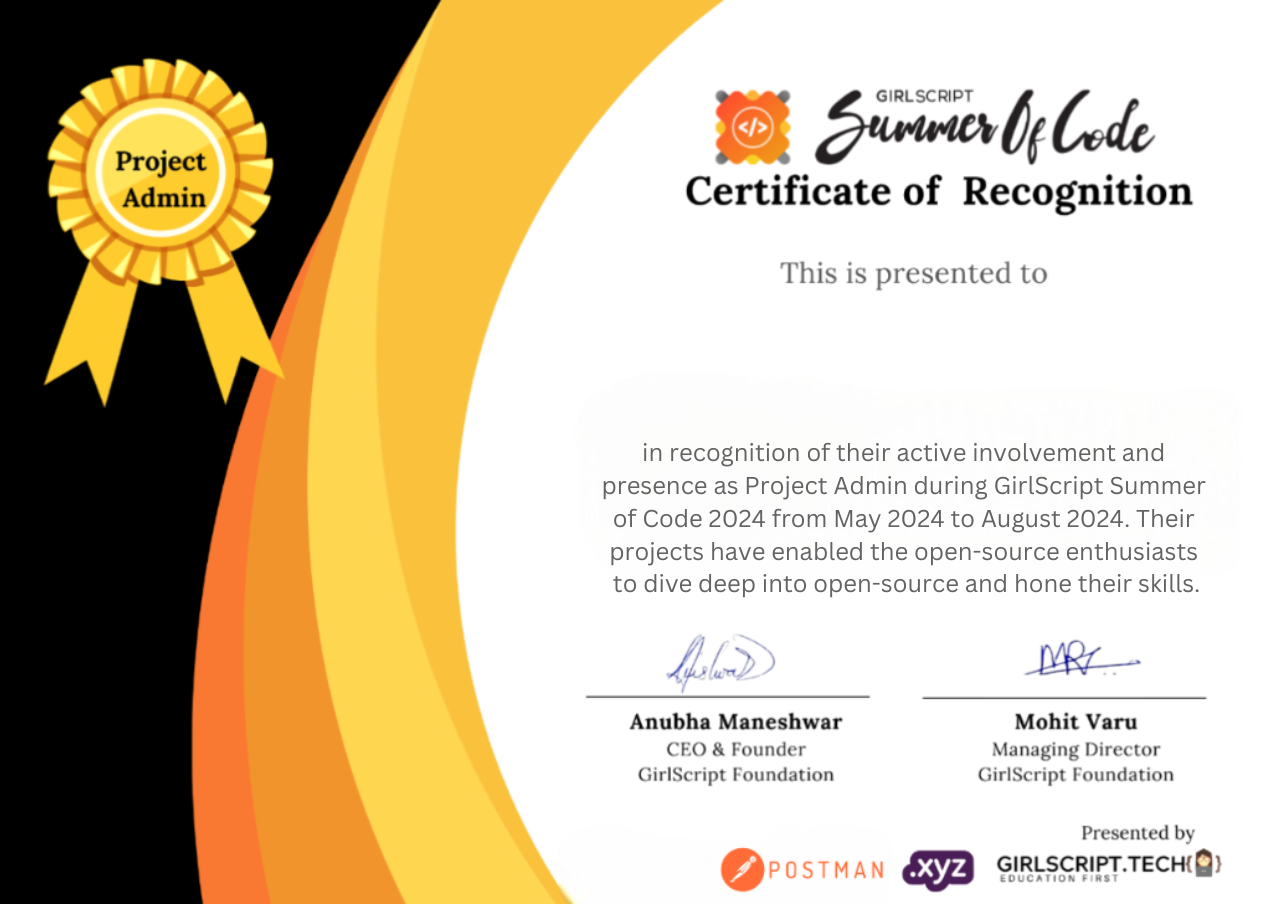 Project
Admin
</>
GIRLSCRIPT
Summer Of Code
Certificate of Recognition
This is presented to
in recognition of their active involvement and
presence as Project Admin during GirlScript Summer
of Code 2024 from May 2024 to August 2024. Their
projects have enabled the open-source enthusiasts
to dive deep into open-source and hone their skills.
Anubha Maneshwar
CEO & Founder
GirlScript Foundation
Mohit Varu
Managing Director
GirlScript Foundation
Presented by
POSTMAN
.xyz
GIRLSCRIPT.TECH{}
EDUCATION FIRST